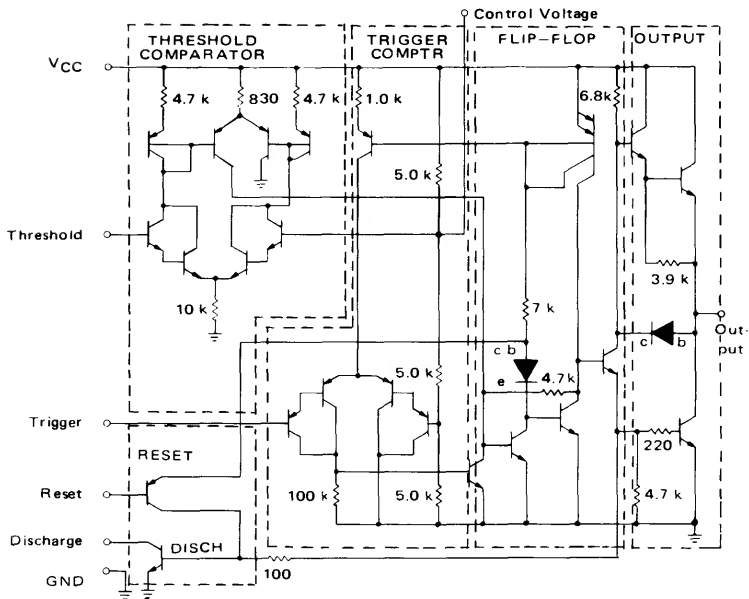 Control Voltage
THRESHOLD
COMPARATOR
TRIGGER
COMPTR
FLIP-FLOP
OUTPUT
VCC
4.7 k
830
4.7 k
1.0 k
6.8k
5.0 k
Threshold
3.9 k
10 k
7 k
Out-
put
c b
c
b
e
4.7k
5.0 k
Trigger
220
RESET
Reset
100 k
5.0 k
4.7 k
Discharge
DISCH
100
GND